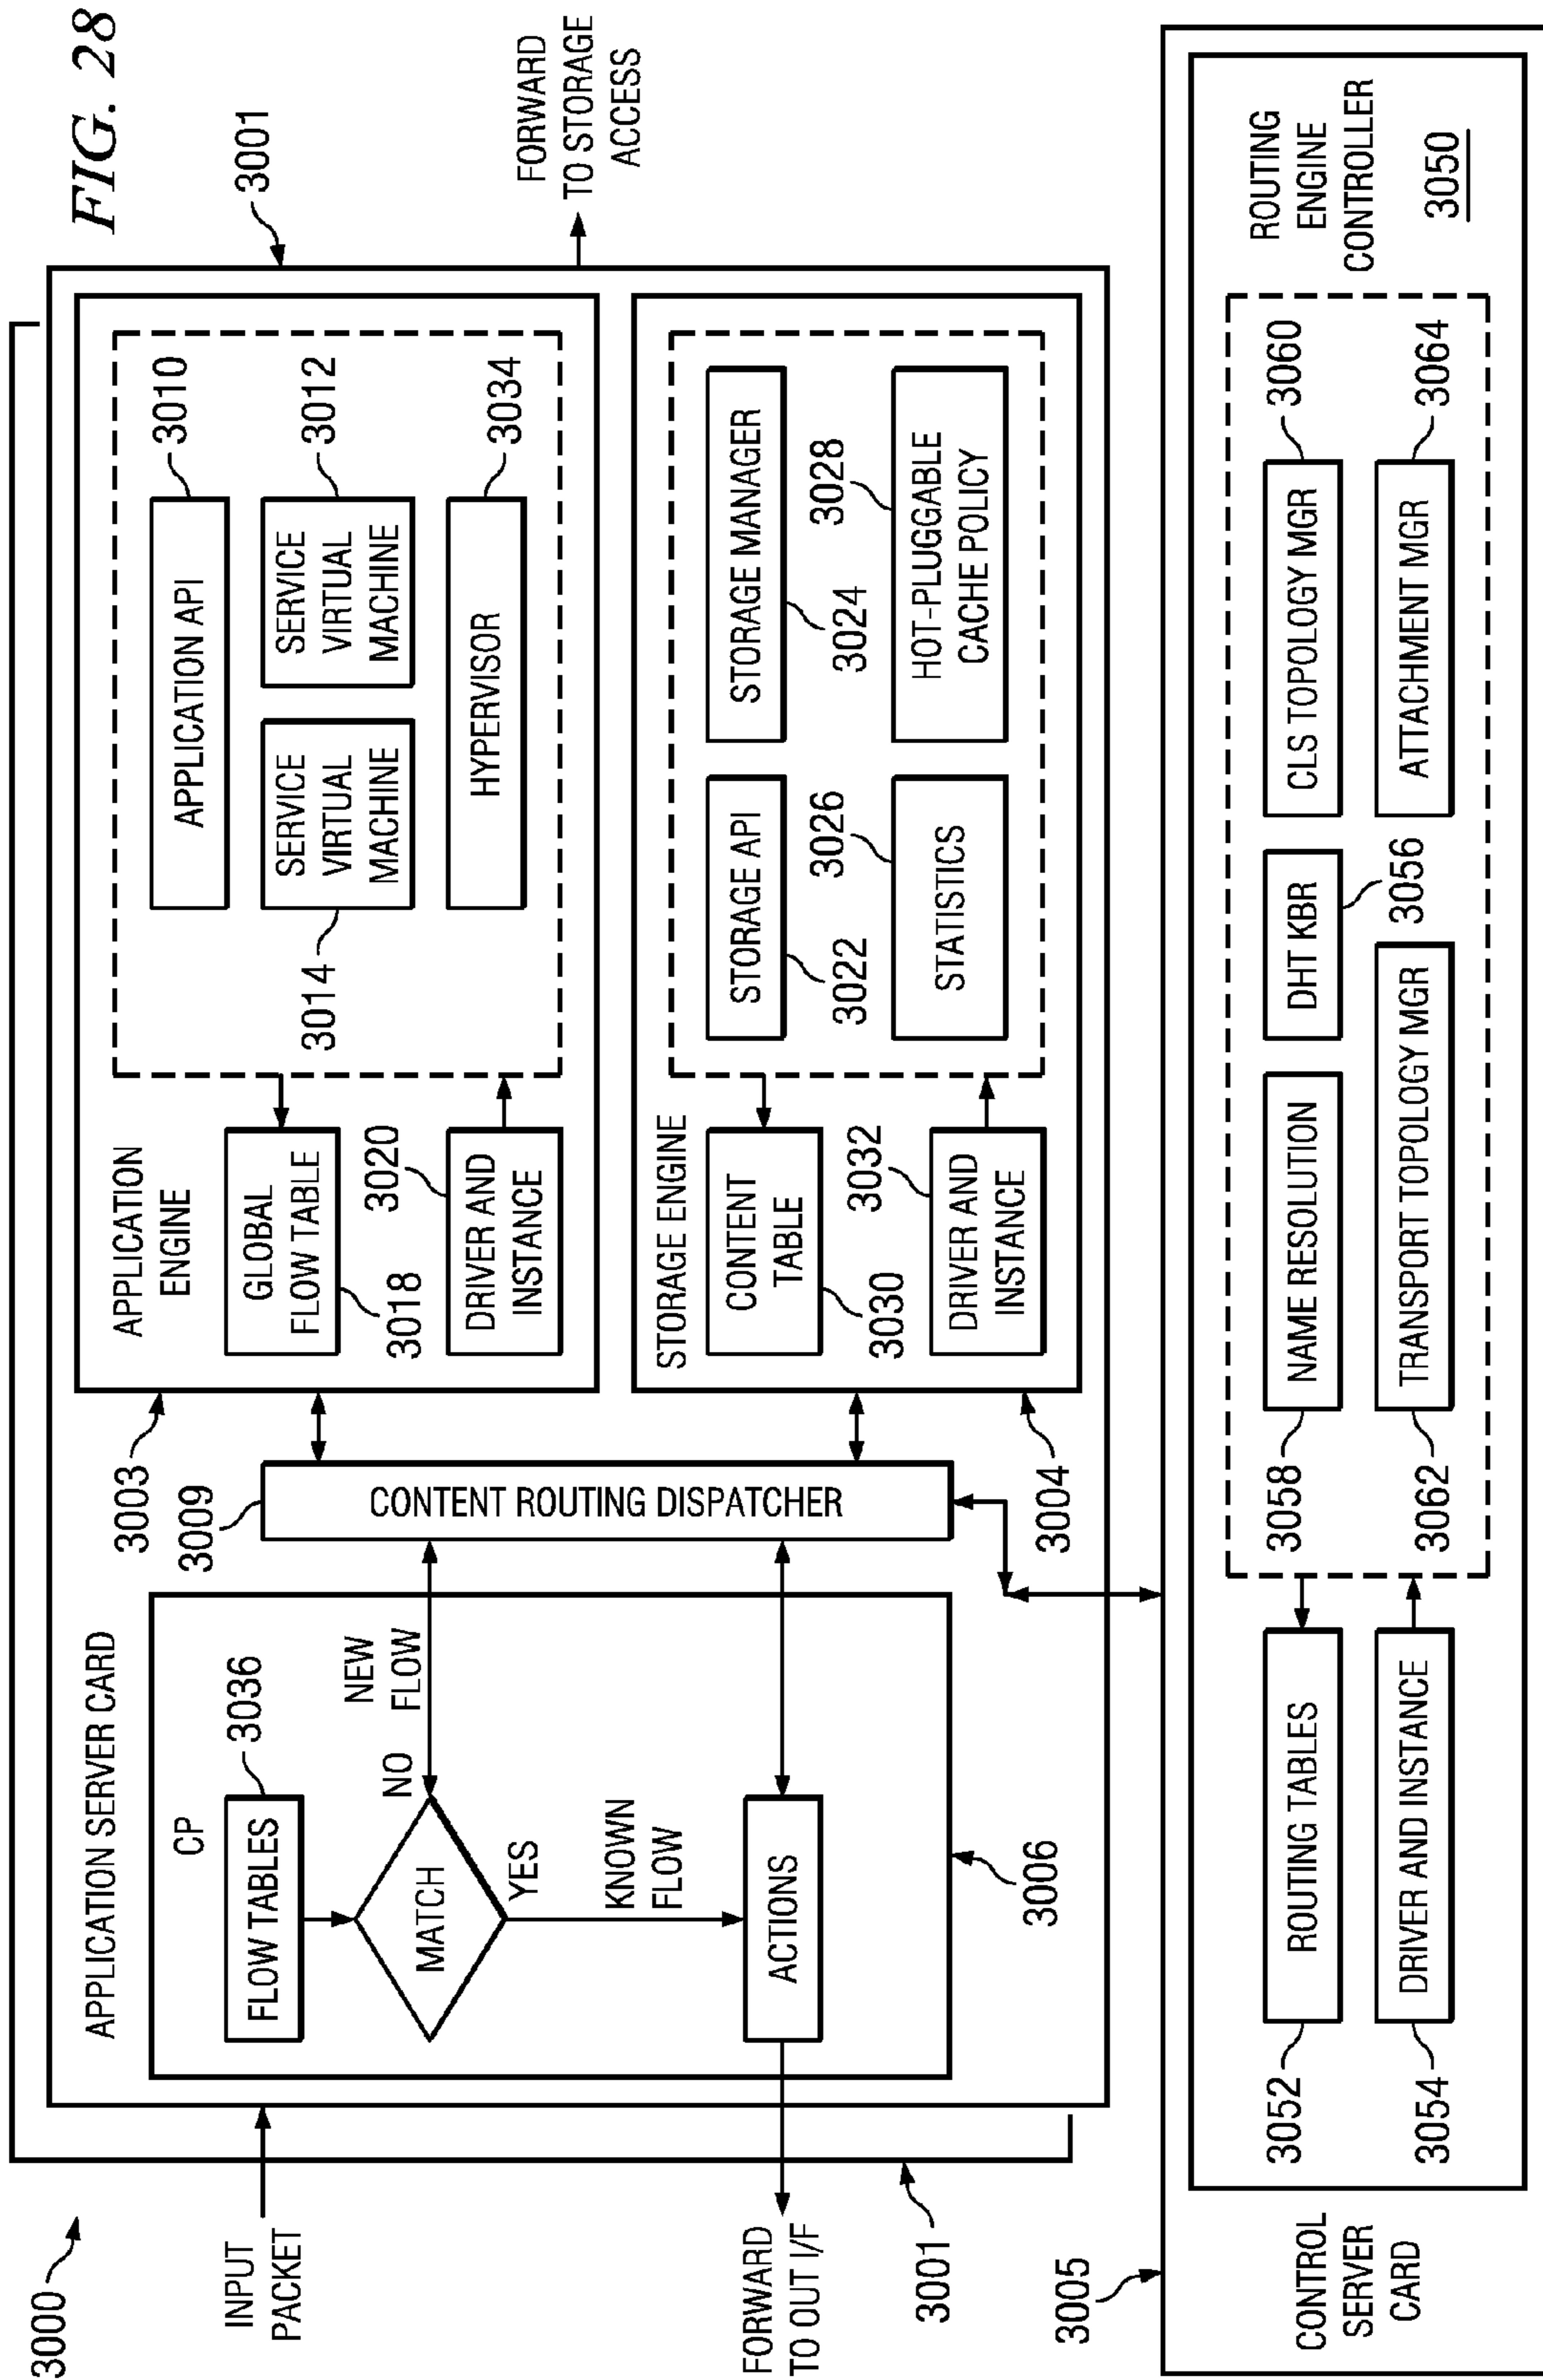 FIG. 28
3000
APPLICATION SERVER CARD
3001
INPUT
PACKET
CP
3036
FLOW TABLES
MATCH
NO
NEW
FLOW
YES
KNOWN
FLOW
ACTIONS
3006
FORWARD
TO OUT I/F
3001
3009
CONTENT ROUTING DISPATCHER
3003
APPLICATION
ENGINE
GLOBAL
FLOW TABLE
3018
3020
DRIVER AND
INSTANCE
APPLICATION API
3010
SERVICE
VIRTUAL
MACHINE
3014
SERVICE
VIRTUAL
MACHINE
3012
HYPERVISOR
3034
FORWARD
TO STORAGE
ACCESS
STORAGE ENGINE
3004
CONTENT
TABLE
3030
3032
DRIVER AND
INSTANCE
STORAGE API
3022
STORAGE MANAGER
3024
3026
STATISTICS
3028
HOT-PLUGGABLE
CACHE POLICY
3005
CONTROL
SERVER
CARD
3052
ROUTING TABLES
3054
DRIVER AND INSTANCE
3058
NAME RESOLUTION
DHT KBR
3056
CLS TOPOLOGY MGR
3060
3062
TRANSPORT TOPOLOGY MGR
ATTACHMENT MGR
3064
ROUTING
ENGINE
CONTROLLER
3050